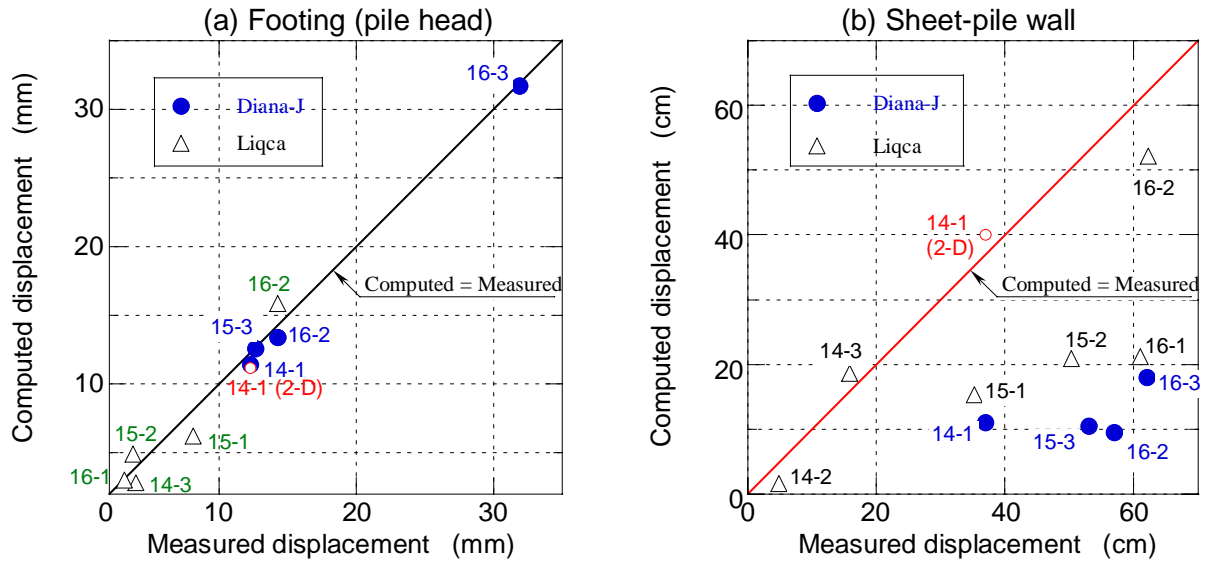 (a) Footing (pile head)
Computed displacement (mm)
30
20
10
0
Diana-J
Liqca
16-3
16-2
15-3
16-2
14-1
14-1 (2-D)
15-2
15-1
16-1
14-3
Computed = Measured
0
10
20
30
Measured displacement (mm)
(b) Sheet-pile wall
Computed displacement (cm)
60
40
20
0
Diana-J
Liqca
16-2
14-1
(2-D)
Computed = Measured
14-3
15-2
16-1
16-3
15-1
14-1
15-3
16-2
14-2
0
20
40
60
Measured displacement (cm)